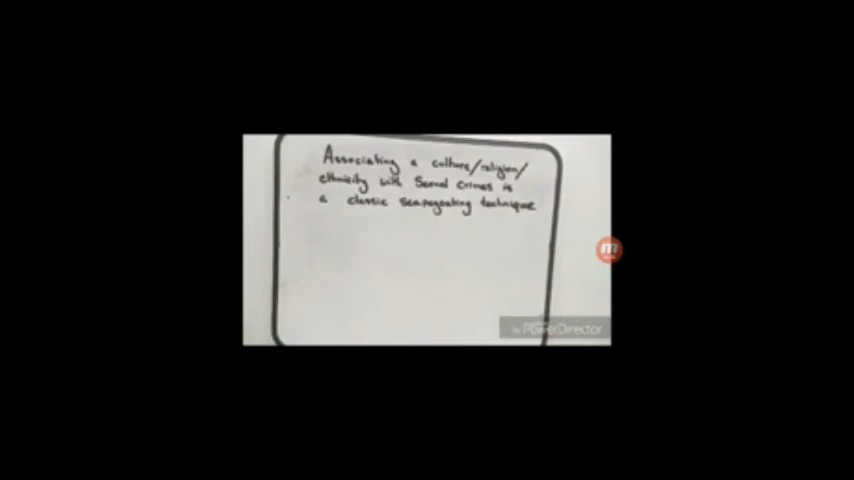 Associating a culture/religion/
ethnicity with Sexual crimes is
a classic scapegoating technique
PowerDirector